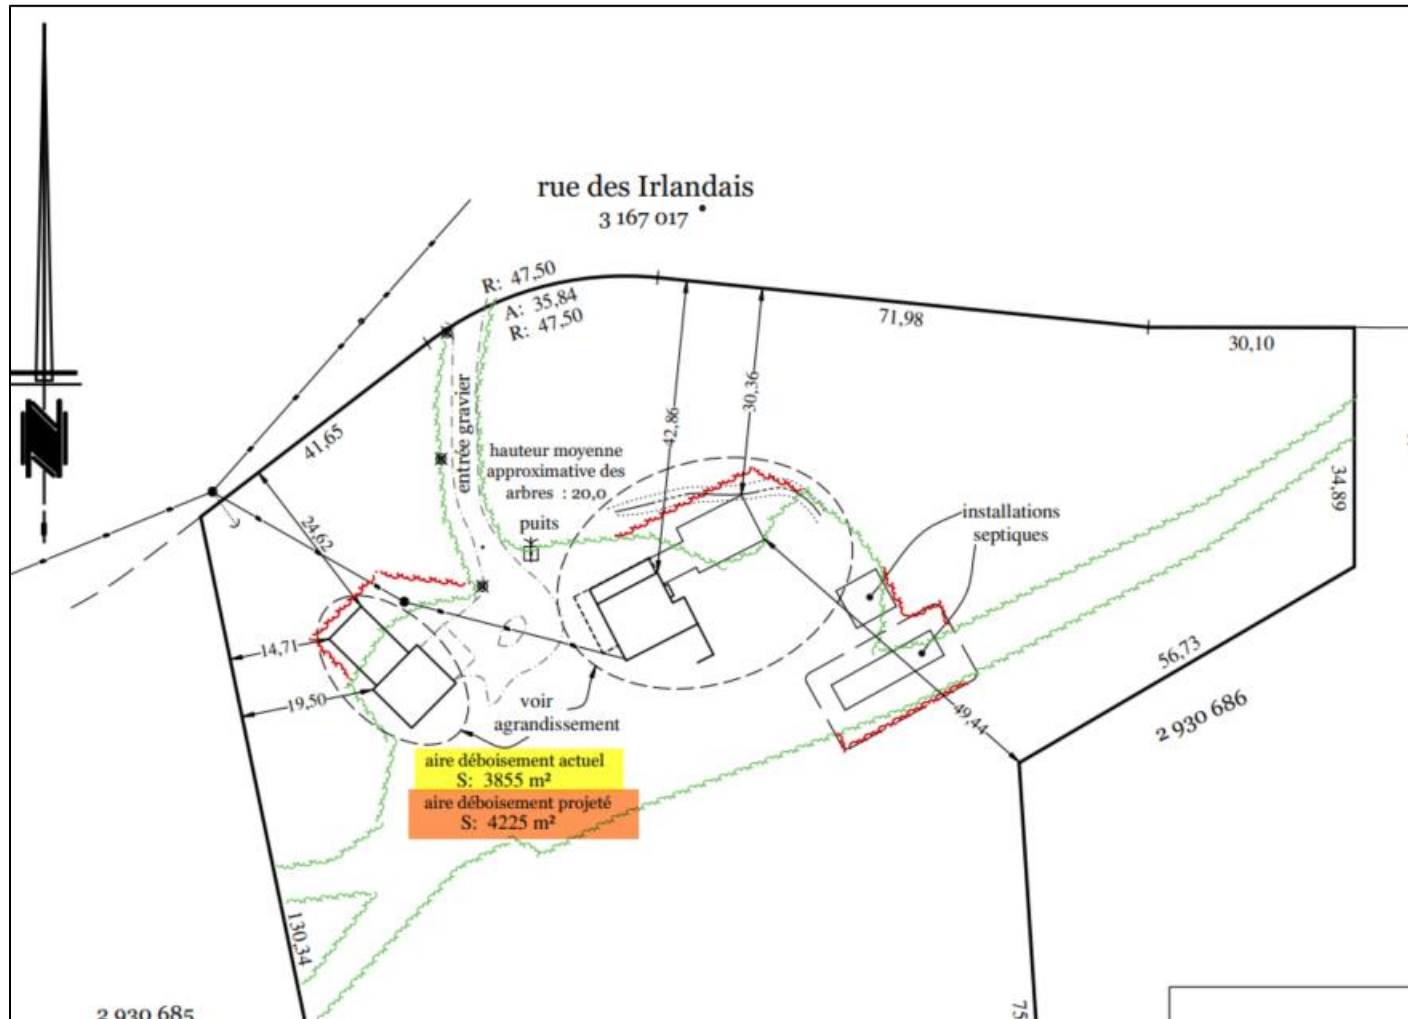 rue des Irlandais
3 167 017
R: 47,50
A: 35,84
R: 47,50
71,98
30,10
41,65
entrée gravier
42,86
30,36
hauteur moyenne
approximative des
arbres : 20,0
34,89
puits
installations
septiques
24,62
14,71
19,50
56,73
2 930 686
49,44
voir
agrandissement
aire déboisement actuel
S: 3855 m²
aire déboisement projeté
S: 4225 m²
130,34
2 930 685
75
N